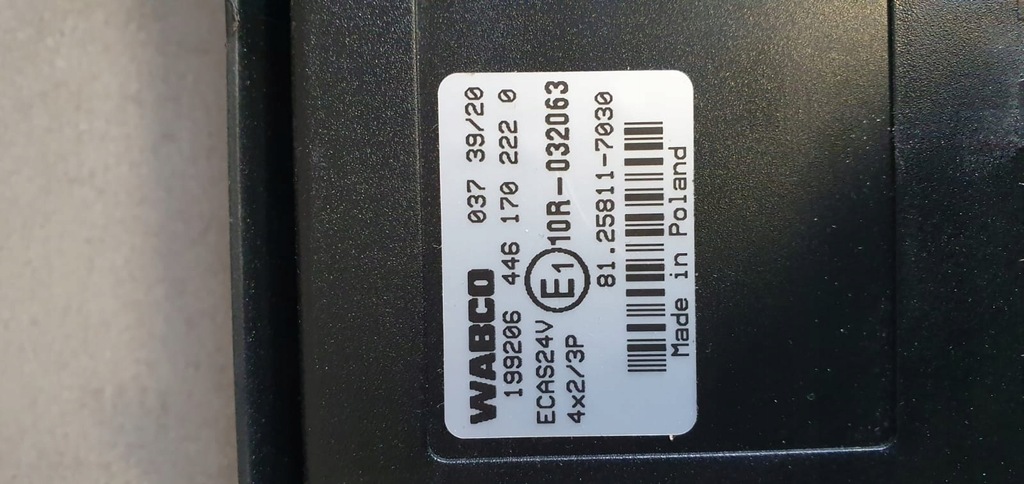 WABCO 037 39/20
199206 446 170 222 0
ECAS24V E1 10R-032063
4x2/3P
81.25811-7030
Made in Poland